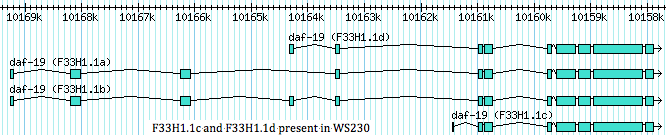 10169k 10168k 10167k 10166k 10165k 10164k 10163k 10162k 10161k 10160k 10159k 10158k
daf-19 (F33H1.1d)
daf-19 (F33H1.1a)
daf-19 (F33H1.1b)
daf-19 (F33H1.1c)
F33H1.1c and F33H1.1d present in WS230